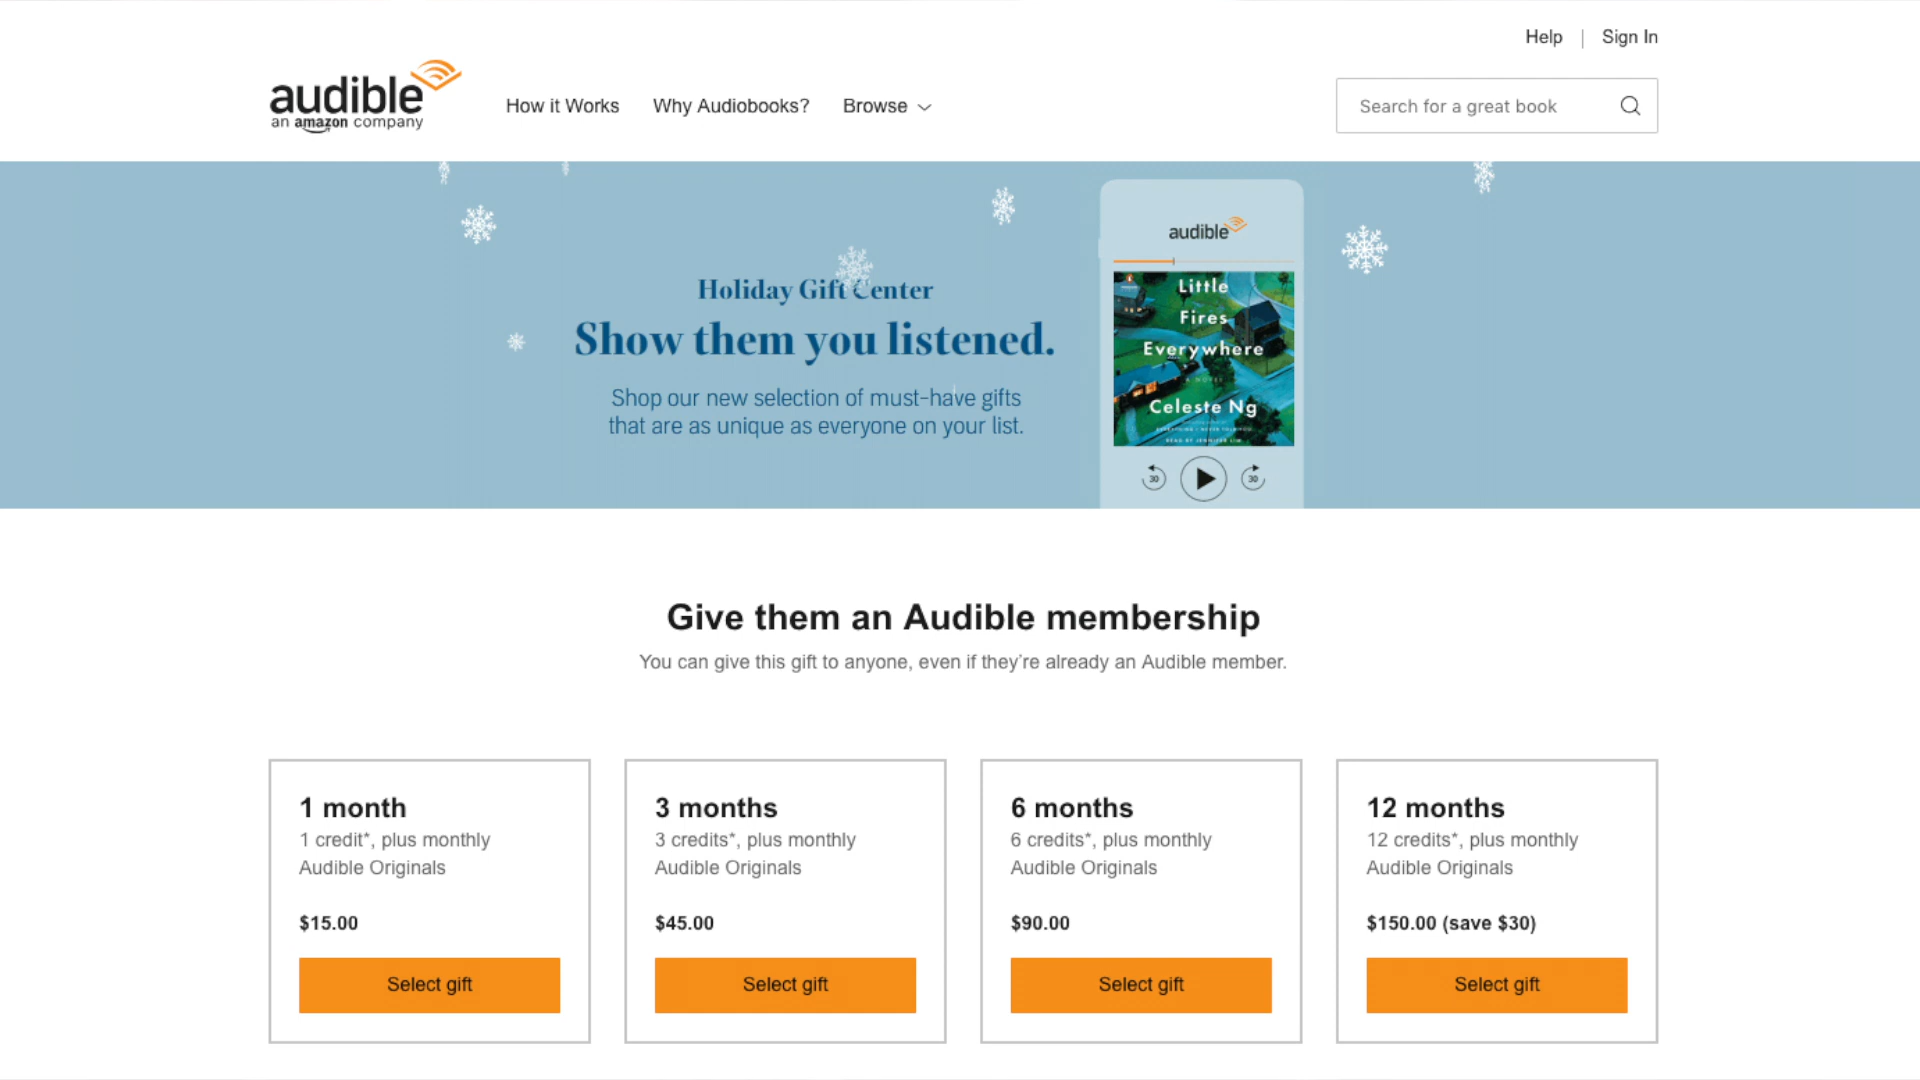 Help | Sign In
audible
an amazon company
How it Works
Why Audiobooks?
Browse
Search for a great book
Holiday Gift Center
Show them you listened.
Shop our new selection of must-have gifts
that are as unique as everyone on your list.
audible
Little
Fires
Everywhere
A NOVEL
Celeste Ng
30
30
Give them an Audible membership
You can give this gift to anyone, even if they’re already an Audible member.
1 month
1 credit*, plus monthly
Audible Originals
$15.00
Select gift
3 months
3 credits*, plus monthly
Audible Originals
$45.00
Select gift
6 months
6 credits*, plus monthly
Audible Originals
$90.00
Select gift
12 months
12 credits*, plus monthly
Audible Originals
$150.00 (save $30)
Select gift